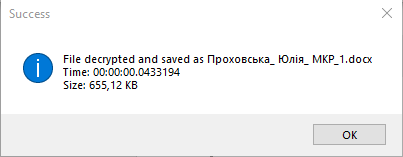 Success
File decrypted and saved as Проховська_ Юлія_ МКР_1.docx
Time: 00:00:00.0433194
Size: 655,12 KB
OK